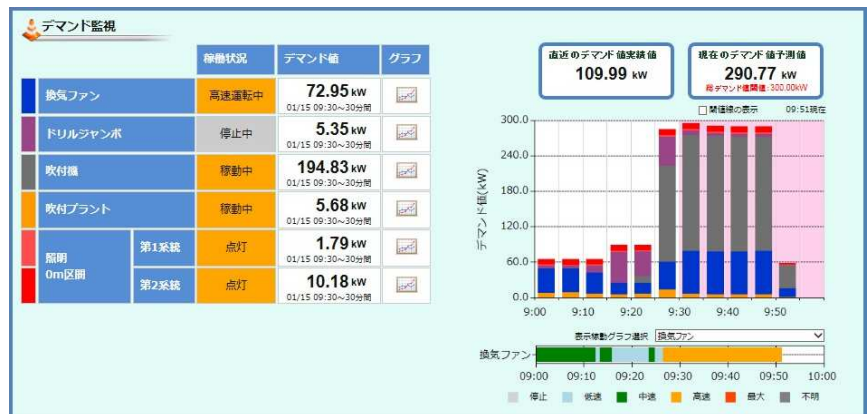 デマンド監視
稼働状況 デマンド値 グラフ
換気ファン 高速運転中 72.95 kW
01/15 09:30～30分間
ドリルジャンボ 停止中 5.35 kW
01/15 09:30～30分間
吹付機 稼働中 194.83 kW
01/15 09:30～30分間
吹付プラント 稼働中 5.68 kW
01/15 09:30～30分間
照明
0m区間
第1系統 点灯 1.79 kW
01/15 09:30～30分間
第2系統 点灯 10.18 kW
01/15 09:30～30分間
直近のデマンド値実績値
109.99 kW
現在のデマンド値予測値
290.77 kW
総デマンド値閾値:300.00kW
閾値線の表示 09:51現在
デマンド値(kW)
300.0
240.0
180.0
120.0
60.0
0.0
9:00 9:10 9:20 9:30 9:40 9:50
表示稼働グラフ選択 換気ファン
換気ファン
09:00 09:10 09:20 09:30 09:40 09:50 10:00
停止 低速 中速 高速 最大 不明